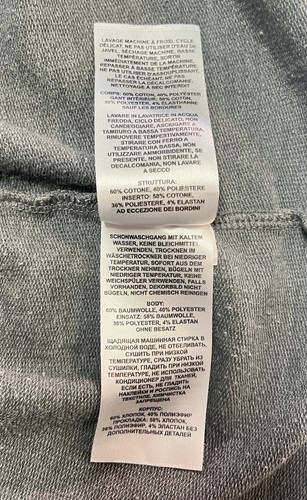 LAVAGE MACHINE À FROID, CYCLE
DÉLICAT, NE PAS UTILISER D'EAU DE
JAVEL, SÉCHAGE MACHINE, BASSE
TEMPÉRATURE, SORTIR
IMMÉDIATEMENT DE LA MACHINE,
REPASSER À BASSE TEMPÉRATURE,
NE PAS UTILISER D'ASSOUPLISSANT,
LE CAS ÉCHÉANT, NE PAS
REPASSER LA DÉCALCOMANIE,
NETTOYAGE À SEC INTERDIT
CORPS: 60% COTON, 40% POLYESTER
INTÉRIEUR: 58% COTON,
38% POLYESTER, 4% ÉLASTHANNE
SAUF LES BORDURES
LAVARE IN LAVATRICE IN ACQUA
FREDDA, CICLO DELICATO, NON
CANDEGGIARE, ASCIUGARE A
TAMBURO A BASSA TEMPERATURA,
RIMUOVERE TEMPESTIVAMENTE,
STIRARE CON FERRO A
TEMPERATURA BASSA, NON
UTILIZZARE AMMORBIDENTE, SE
PRESENTE, NON STIRARE LA
DECALCOMANIA, NON LAVARE
A SECCO
STRUTTURA:
60% COTONE, 40% POLIESTERE
INSERTO: 58% COTONE,
38% POLIESTERE, 4% ELASTAN
AD ECCEZIONE DEI BORDINI
SCHONWASCHGANG MIT KALTEM
WASSER, KEINE BLEICHMITTEL
VERWENDEN, TROCKNEN IM
WÄSCHETROCKNER BEI NIEDRIGER
TEMPERATUR, SOFORT AUS DEM
TROCKNER NEHMEN, BÜGELN MIT
NIEDRIGER TEMPERATUR, KEINE
WEICHSPÜLER VERWENDEN, FALLS
VORHANDEN, DEKORBILD NICHT
BÜGELN, NICHT CHEMISCH REINIGEN
BODY:
60% BAUMWOLLE, 40% POLYESTER
EINSATZ: 58% BAUMWOLLE,
38% POLYESTER, 4% ELASTAN
OHNE BESATZ
ЩАДЯЩАЯ МАШИННАЯ СТИРКА В
ХОЛОДНОЙ ВОДЕ, НЕ ОТБЕЛИВАТЬ,
СУШИТЬ ПРИ НИЗКОЙ
ТЕМПЕРАТУРЕ, СРАЗУ УБРАТЬ ИЗ
СУШИЛКИ, ГЛАДИТЬ ПРИ НИЗКОЙ
ТЕМПЕРАТУРЕ, НЕ ИСПОЛЬЗОВАТЬ
КОНДИЦИОНЕР ДЛЯ ТКАНЕЙ,
ЕСЛИ ЕСТЬ, НЕ ГЛАДИТЬ
НАКЛЕЙКИ И РОСПИСЬ НА
ТЕКСТИЛЕ, ХИМЧИСТКА
ЗАПРЕЩЕНА
КОРПУС:
60% ХЛОПОК, 40% ПОЛИЭФИР
ПРОКЛАДКА: 58% ХЛОПОК,
38% ПОЛИЭФИР, 4% ЭЛАСТАН БЕЗ
ДОПОЛНИТЕЛЬНЫХ ДЕТАЛЕЙ